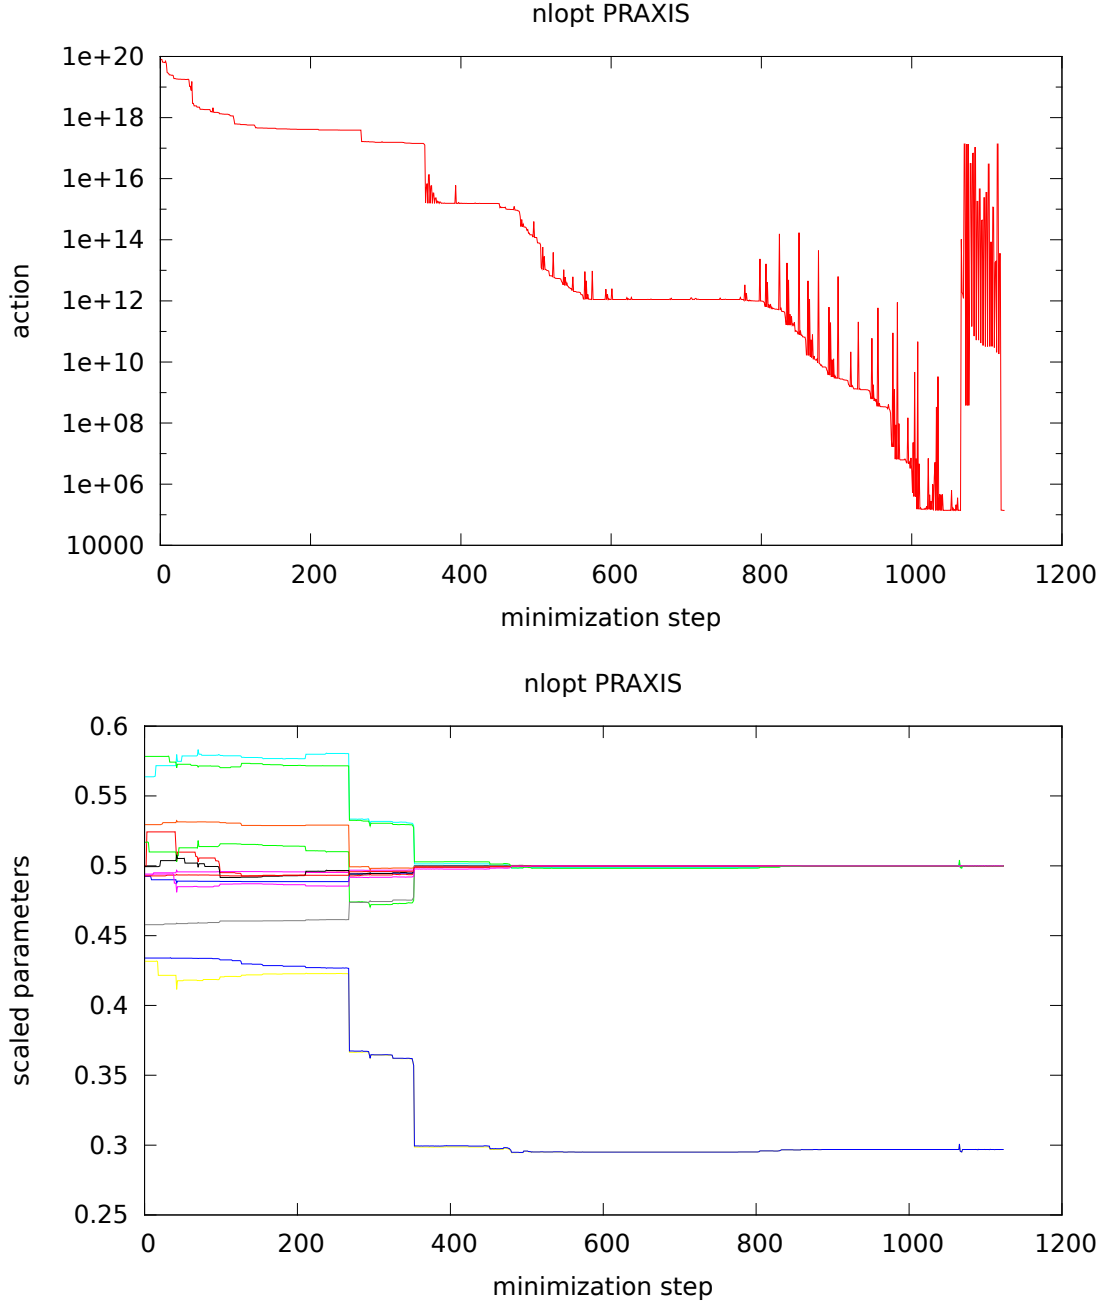 nlopt PRAXIS
1e+20
1e+18
1e+16
1e+14
1e+12
1e+10
1e+08
1e+06
10000
action
0 200 400 600 800 1000 1200
minimization step
nlopt PRAXIS
0.6
0.55
0.5
0.45
0.4
0.35
0.3
0.25
scaled parameters
0 200 400 600 800 1000 1200
minimization step